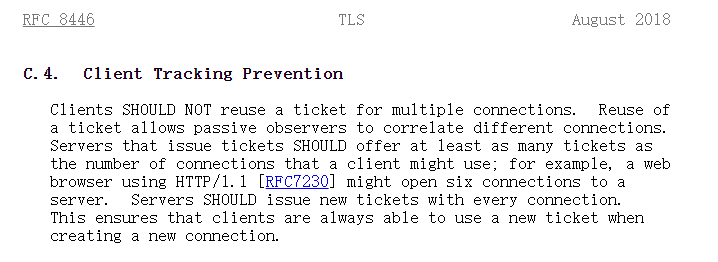 RFC 8446 TLS August 2018
C.4. Client Tracking Prevention
Clients SHOULD NOT reuse a ticket for multiple connections. Reuse of
a ticket allows passive observers to correlate different connections.
Servers that issue tickets SHOULD offer at least as many tickets as
the number of connections that a client might use; for example, a web
browser using HTTP/1.1 [RFC7230] might open six connections to a
server. Servers SHOULD issue new tickets with every connection.
This ensures that clients are always able to use a new ticket when
creating a new connection.